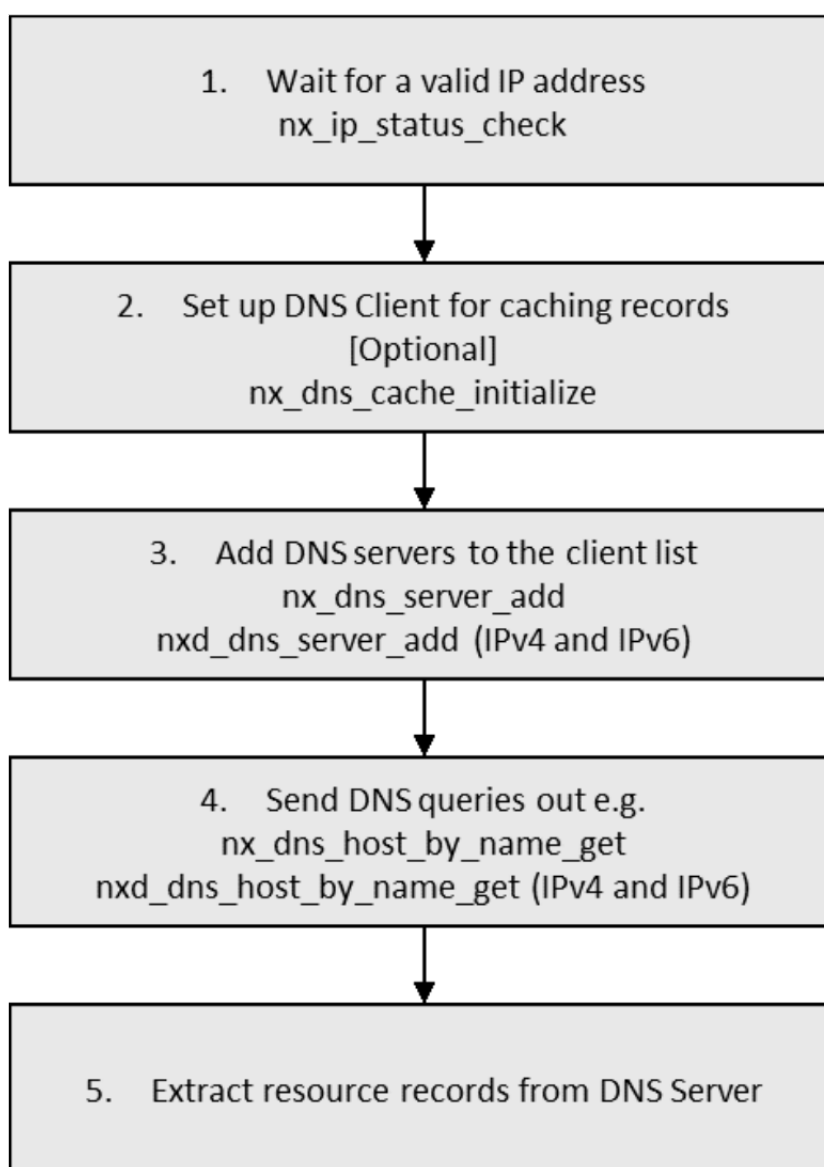 1. Wait for a valid IP address
nx_ip_status_check
2. Set up DNS Client for caching records
[Optional]
nx_dns_cache_initialize
3. Add DNS servers to the client list
nx_dns_server_add
nxd_dns_server_add (IPv4 and IPv6)
4. Send DNS queries out e.g.
nx_dns_host_by_name_get
nxd_dns_host_by_name_get (IPv4 and IPv6)
5. Extract resource records from DNS Server